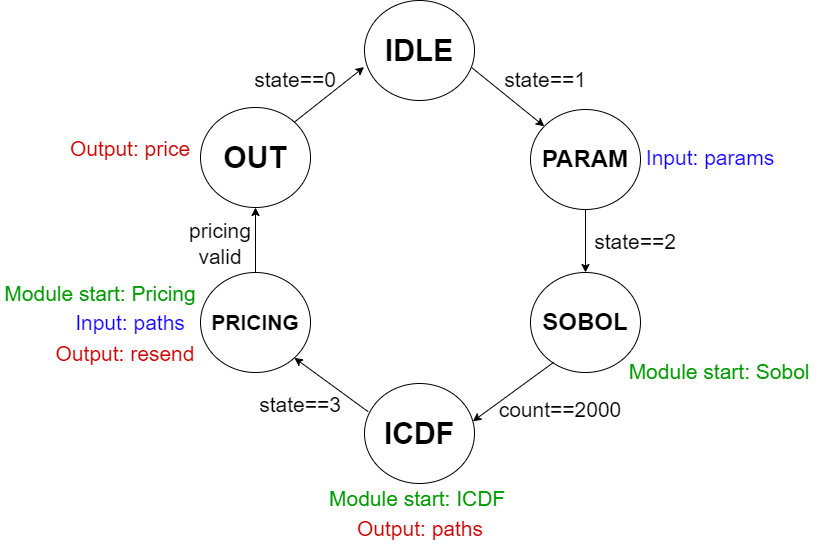 IDLE
state==0
state==1
Output: price
OUT
PARAM
Input: params
pricing
valid
state==2
Module start: Pricing
Input: paths
Output: resend
PRICING
SOBOL
Module start: Sobol
state==3
count==2000
ICDF
Module start: ICDF
Output: paths